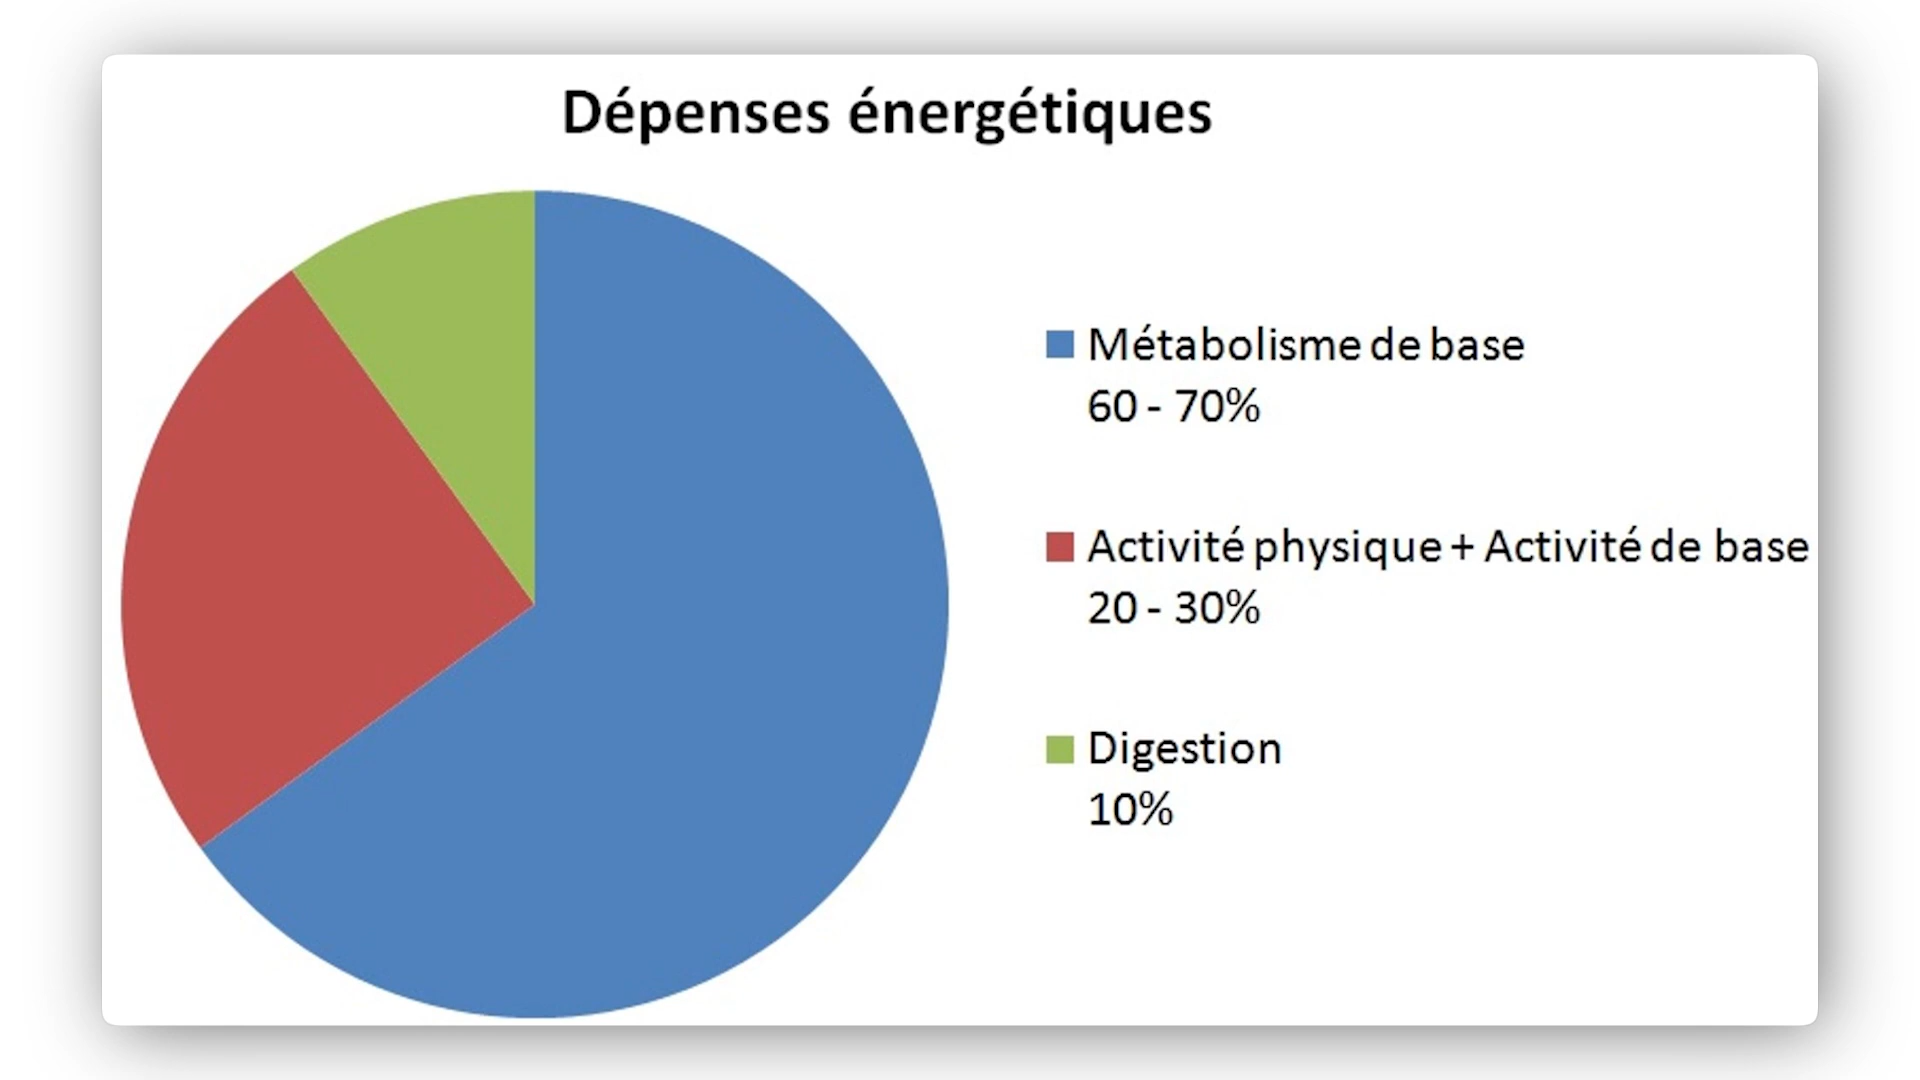 Dépenses énergétiques
Métabolisme de base
60 - 70%
Activité physique + Activité de base
20 - 30%
Digestion
10%